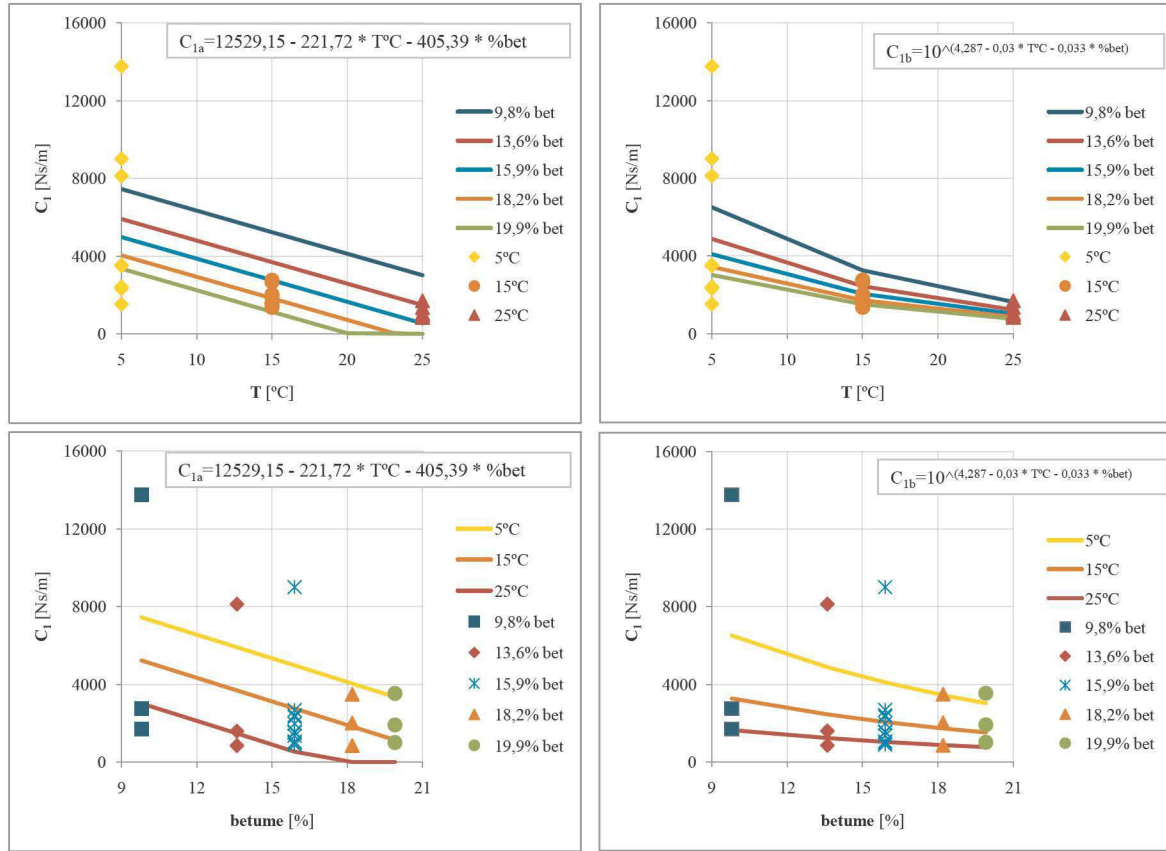 16000
12000
8000
4000
0
C1 [Ns/m]
C1a=12529,15 - 221,72 * TºC - 405,39 * %bet
9,8% bet
13,6% bet
15,9% bet
18,2% bet
19,9% bet
5ºC
15ºC
25ºC
5 10 15 20 25
T [ºC]
16000
12000
8000
4000
0
C1 [Ns/m]
C1b=10^(4,287 - 0,03 * TºC - 0,033 * %bet)
9,8% bet
13,6% bet
15,9% bet
18,2% bet
19,9% bet
5ºC
15ºC
25ºC
5 10 15 20 25
T [ºC]
16000
12000
8000
4000
0
C1 [Ns/m]
C1a=12529,15 - 221,72 * TºC - 405,39 * %bet
5ºC
15ºC
25ºC
9,8% bet
13,6% bet
15,9% bet
18,2% bet
19,9% bet
9 12 15 18 21
betume [%]
16000
12000
8000
4000
0
C1 [Ns/m]
C1b=10^(4,287 - 0,03 * TºC - 0,033 * %bet)
5ºC
15ºC
25ºC
9,8% bet
13,6% bet
15,9% bet
18,2% bet
19,9% bet
9 12 15 18 21
betume [%]